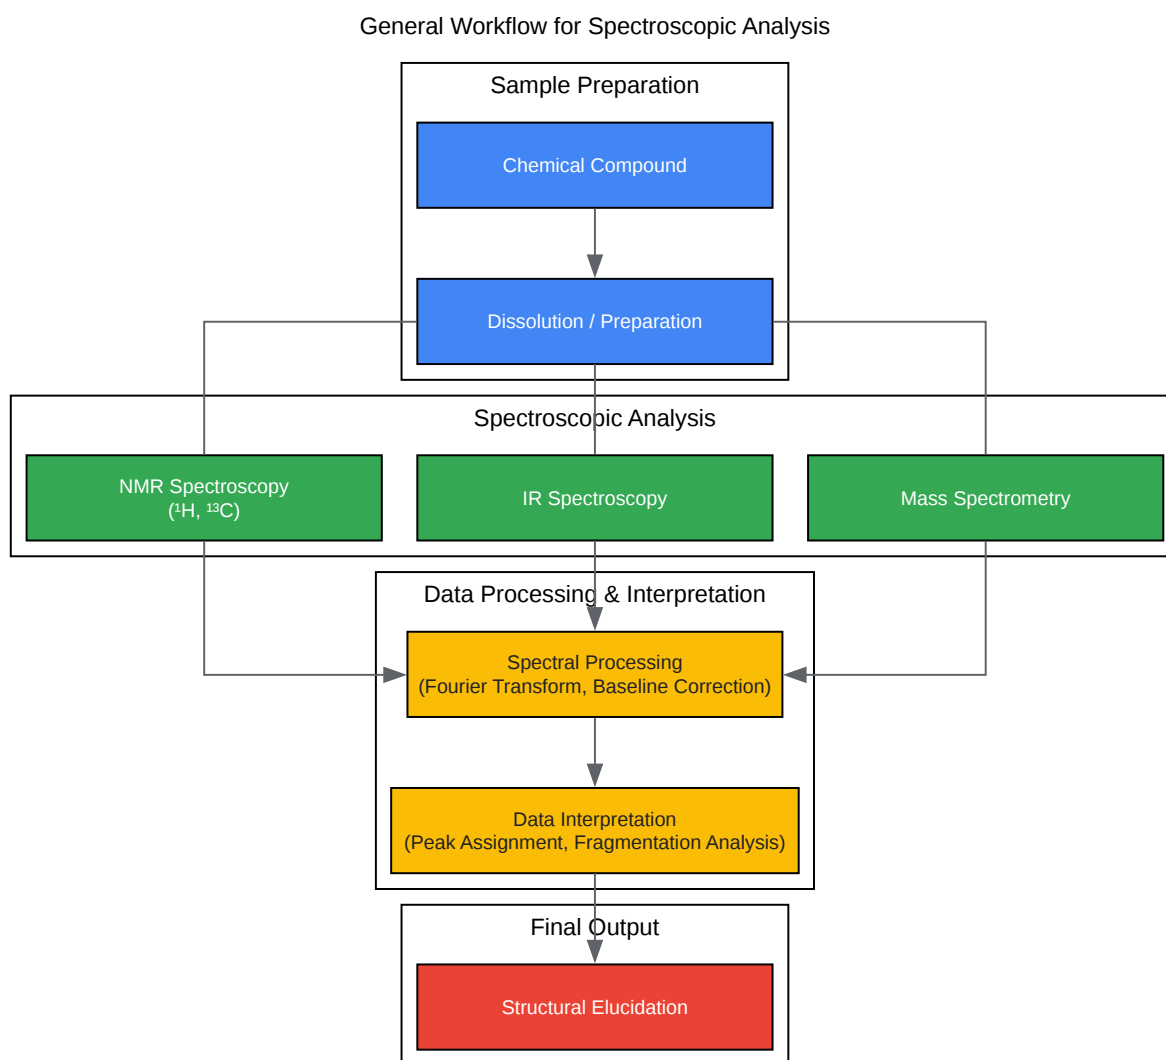 General Workflow for Spectroscopic Analysis
Sample Preparation
Chemical Compound
Dissolution / Preparation
Spectroscopic Analysis
NMR Spectroscopy
(¹H, ¹³C)
IR Spectroscopy
Mass Spectrometry
Data Processing & Interpretation
Spectral Processing
(Fourier Transform, Baseline Correction)
Data Interpretation
(Peak Assignment, Fragmentation Analysis)
Final Output
Structural Elucidation